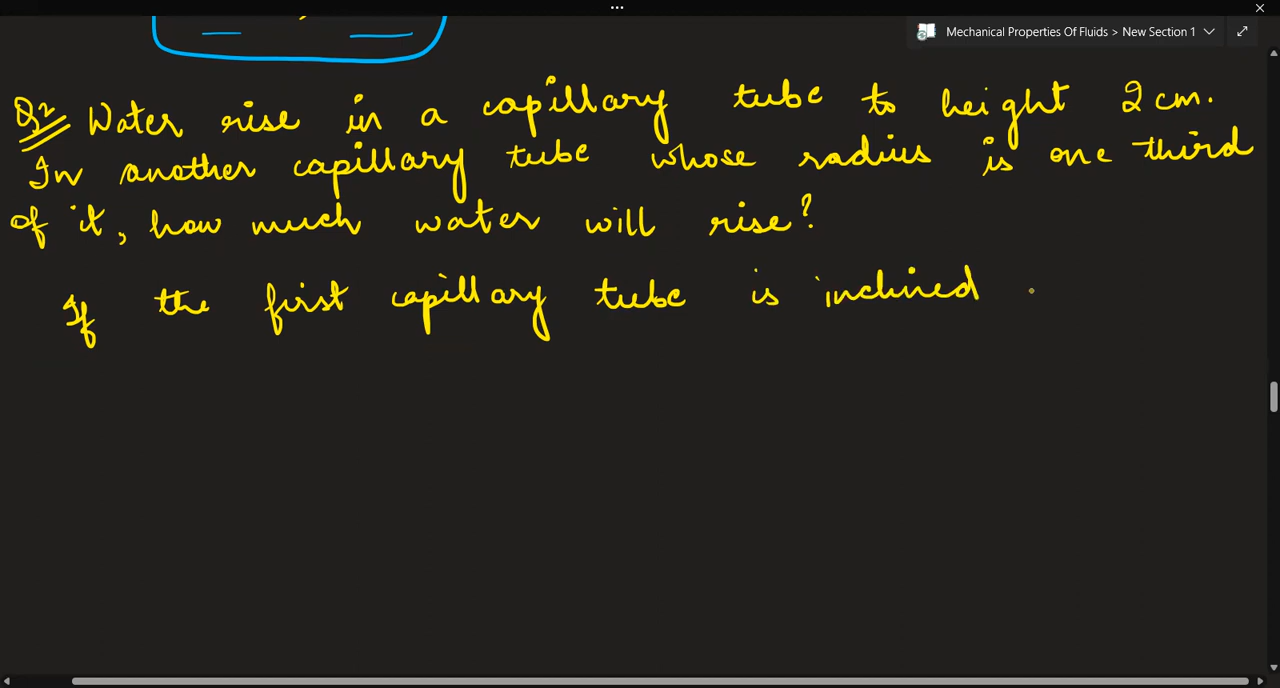 Mechanical Properties Of Fluids > New Section 1
Q2 Water rise in a capillary tube to height 2 cm.
In another capillary tube whose radius is one third
of it, how much water will rise?
If the first capillary tube is inclined